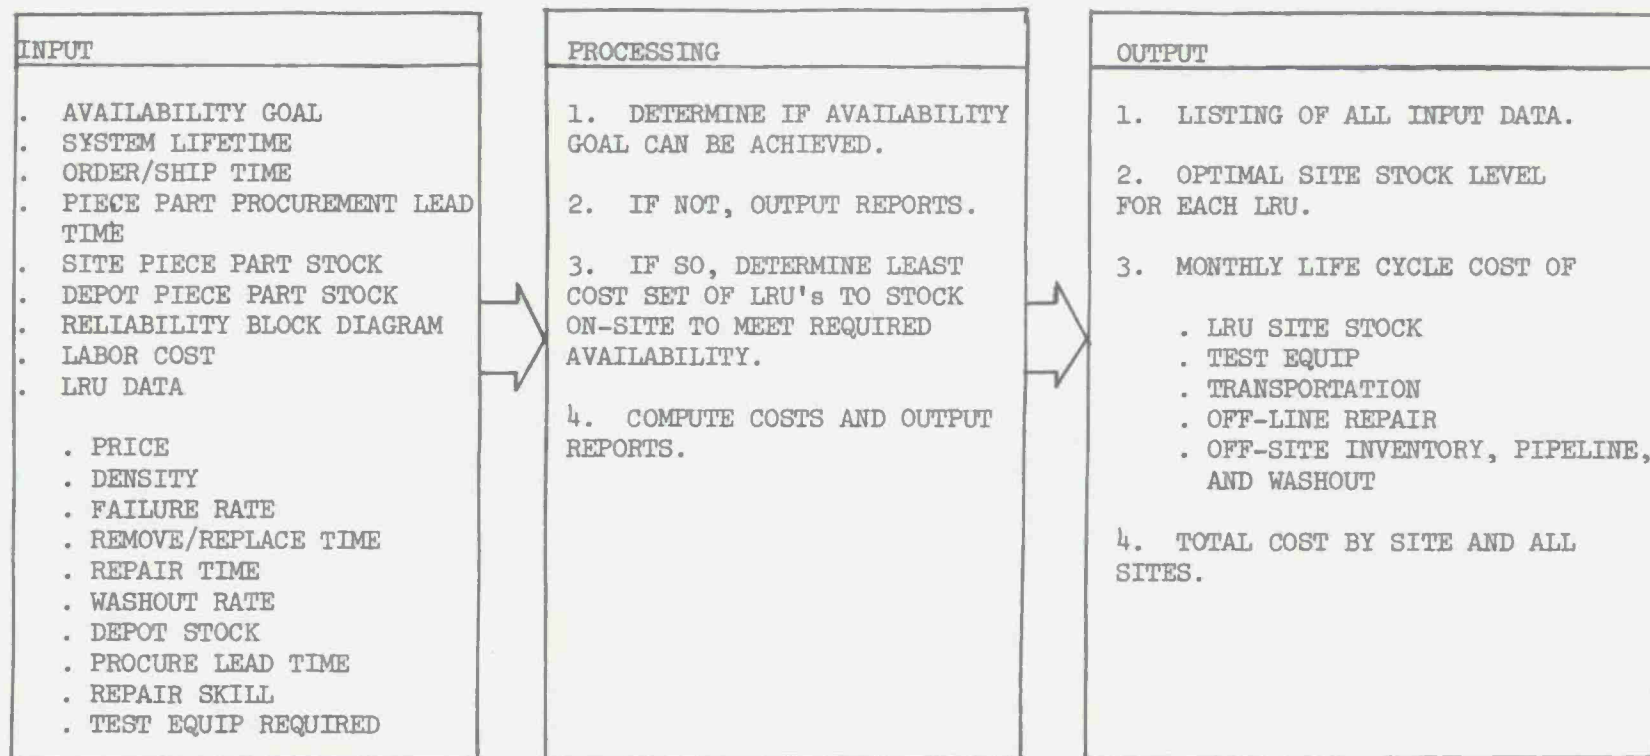 INPUT
. AVAILABILITY GOAL
. SYSTEM LIFETIME
. ORDER/SHIP TIME
. PIECE PART PROCUREMENT LEAD
TIME
. SITE PIECE PART STOCK
. DEPOT PIECE PART STOCK
. RELIABILITY BLOCK DIAGRAM
. LABOR COST
. LRU DATA
. PRICE
. DENSITY
. FAILURE RATE
. REMOVE/REPLACE TIME
. REPAIR TIME
. WASHOUT RATE
. DEPOT STOCK
. PROCURE LEAD TIME
. REPAIR SKILL
. TEST EQUIP REQUIRED
PROCESSING
1. DETERMINE IF AVAILABILITY
GOAL CAN BE ACHIEVED.
2. IF NOT, OUTPUT REPORTS.
3. IF SO, DETERMINE LEAST
COST SET OF LRU's TO STOCK
ON-SITE TO MEET REQUIRED
AVAILABILITY.
4. COMPUTE COSTS AND OUTPUT
REPORTS.
OUTPUT
1. LISTING OF ALL INPUT DATA.
2. OPTIMAL SITE STOCK LEVEL
FOR EACH LRU.
3. MONTHLY LIFE CYCLE COST OF
. LRU SITE STOCK
. TEST EQUIP
. TRANSPORTATION
. OFF-LINE REPAIR
. OFF-SITE INVENTORY, PIPELINE,
AND WASHOUT
4. TOTAL COST BY SITE AND ALL
SITES.